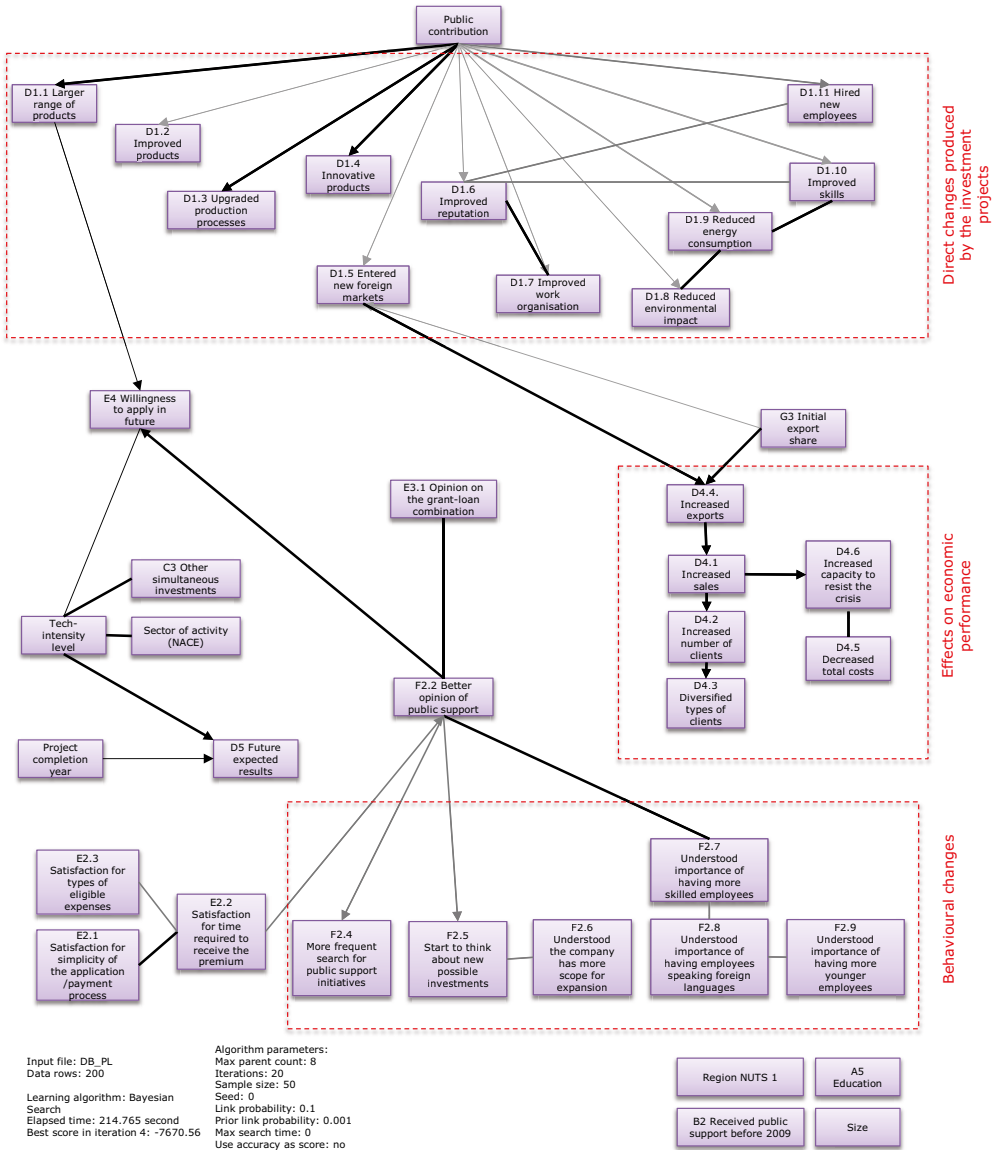 Public
contribution
D1.1 Larger
range of
products
D1.2
Improved
products
D1.3 Upgraded
production
processes
D1.4
Innovative
products
D1.5 Entered
new foreign
markets
D1.6
Improved
reputation
D1.7 Improved
work
organisation
D1.8 Reduced
environmental
impact
D1.9 Reduced
energy
consumption
D1.10
Improved
skills
D1.11 Hired
new
employees
Direct changes produced
by the investment
projects
E4 Willingness
to apply in
future
G3 Initial
export
share
E3.1 Opinion on
the grant-loan
combination
D4.4.
Increased
exports
D4.1
Increased
sales
D4.2
Increased
number of
clients
D4.3
Diversified
types of
clients
D4.6
Increased
capacity to
resist the
crisis
D4.5
Decreased
total costs
Effects on economic
performance
C3 Other
simultaneous
investments
Tech-
intensity
level
Sector of activity
(NACE)
F2.2 Better
opinion of
public support
Project
completion
year
D5 Future
expected
results
E2.3
Satisfaction for
types of
eligible
expenses
E2.1
Satisfaction for
simplicity of
the application
/payment
process
E2.2
Satisfaction
for time
required to
receive the
premium
F2.4
More frequent
search for
public support
initiatives
F2.5
Start to think
about new
possible
investments
F2.6
Understood
the company
has more
scope for
expansion
F2.7
Understood
importance of
having more
skilled employees
F2.8
Understood
importance of
having employees
speaking foreign
languages
F2.9
Understood
importance of
having more
younger
employees
Behavioural changes
Input file: DB_PL
Data rows: 200
Learning algorithm: Bayesian
Search
Elapsed time: 214.765 second
Best score in iteration 4: -7670.56
Algorithm parameters:
Max parent count: 8
Iterations: 20
Sample size: 50
Seed: 0
Link probability: 0.1
Prior link probability: 0.001
Max search time: 0
Use accuracy as score: no
Region NUTS 1
A5
Education
B2 Received public
support before 2009
Size